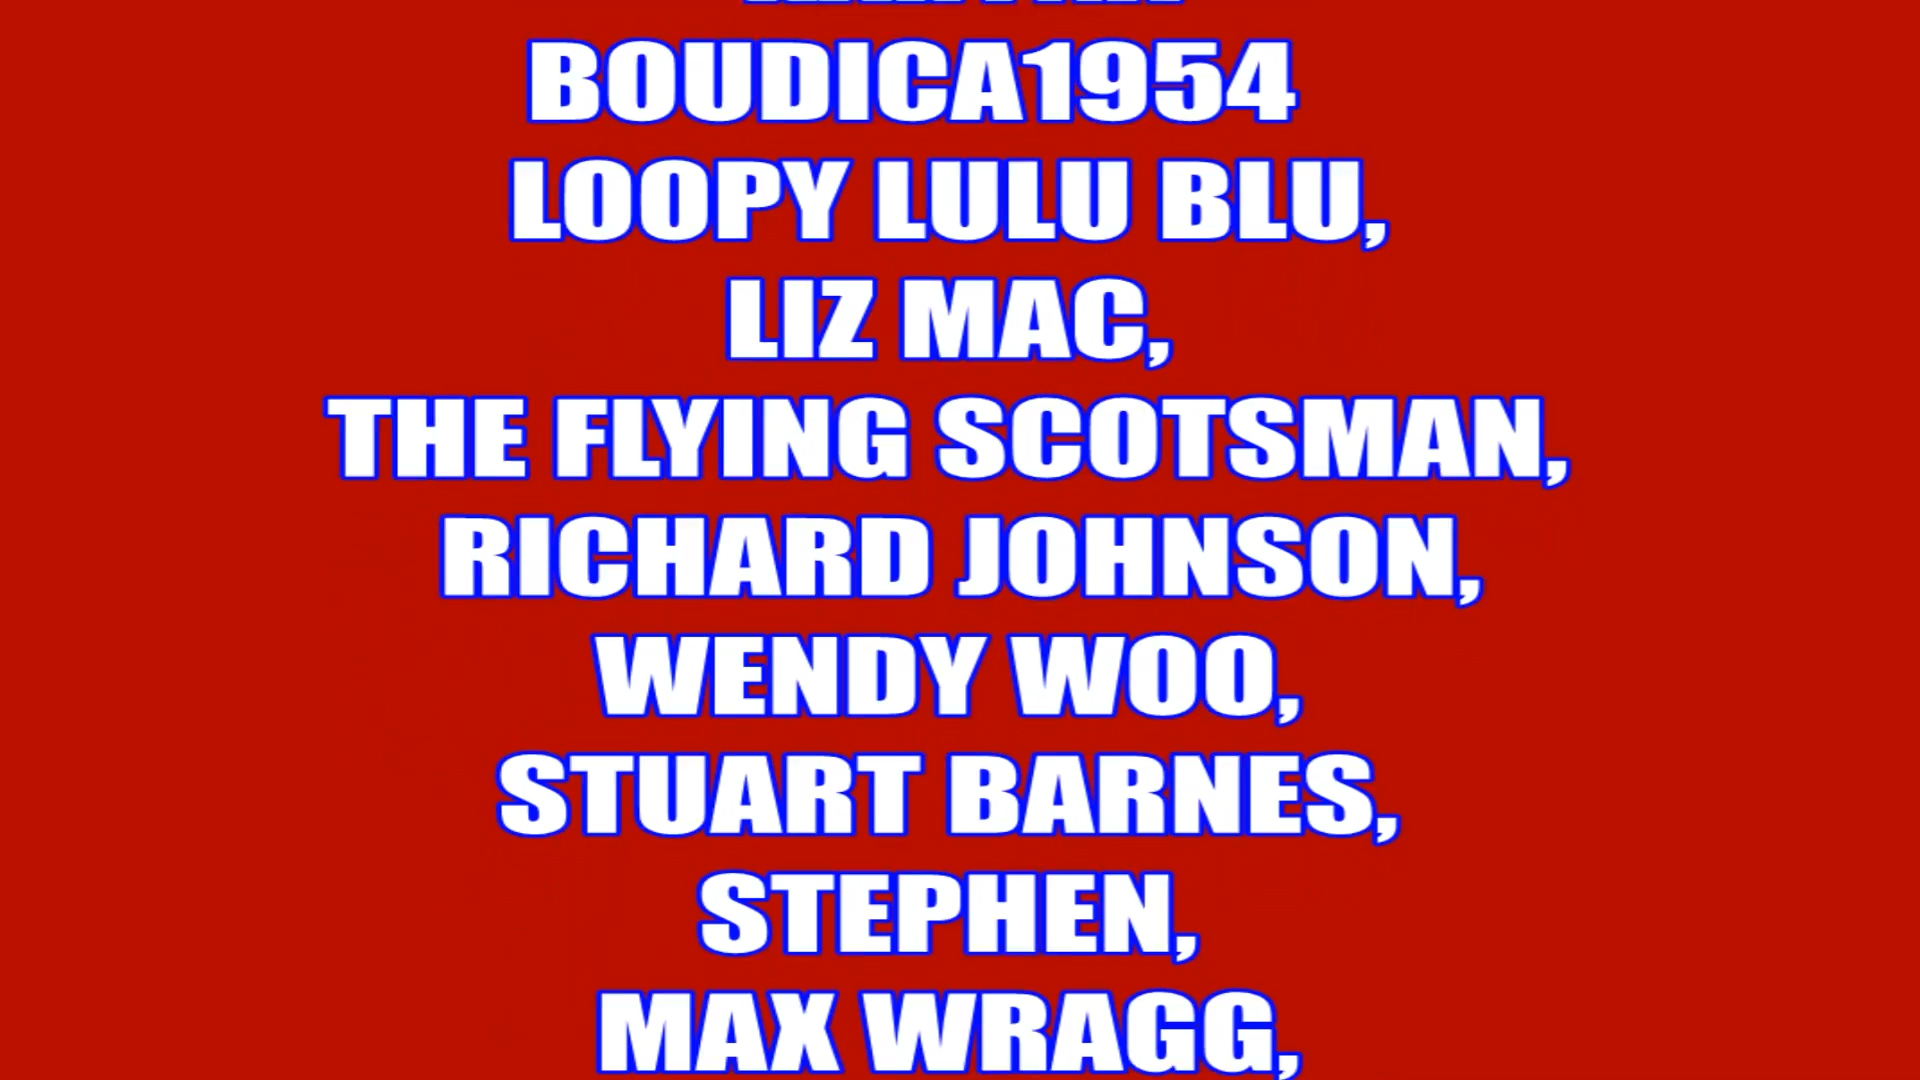 BOUDICA1954
LOOPY LULU BLU,
LIZ MAC,
THE FLYING SCOTSMAN,
RICHARD JOHNSON,
WENDY WOO,
STUART BARNES,
STEPHEN,
MAX WRAGG,